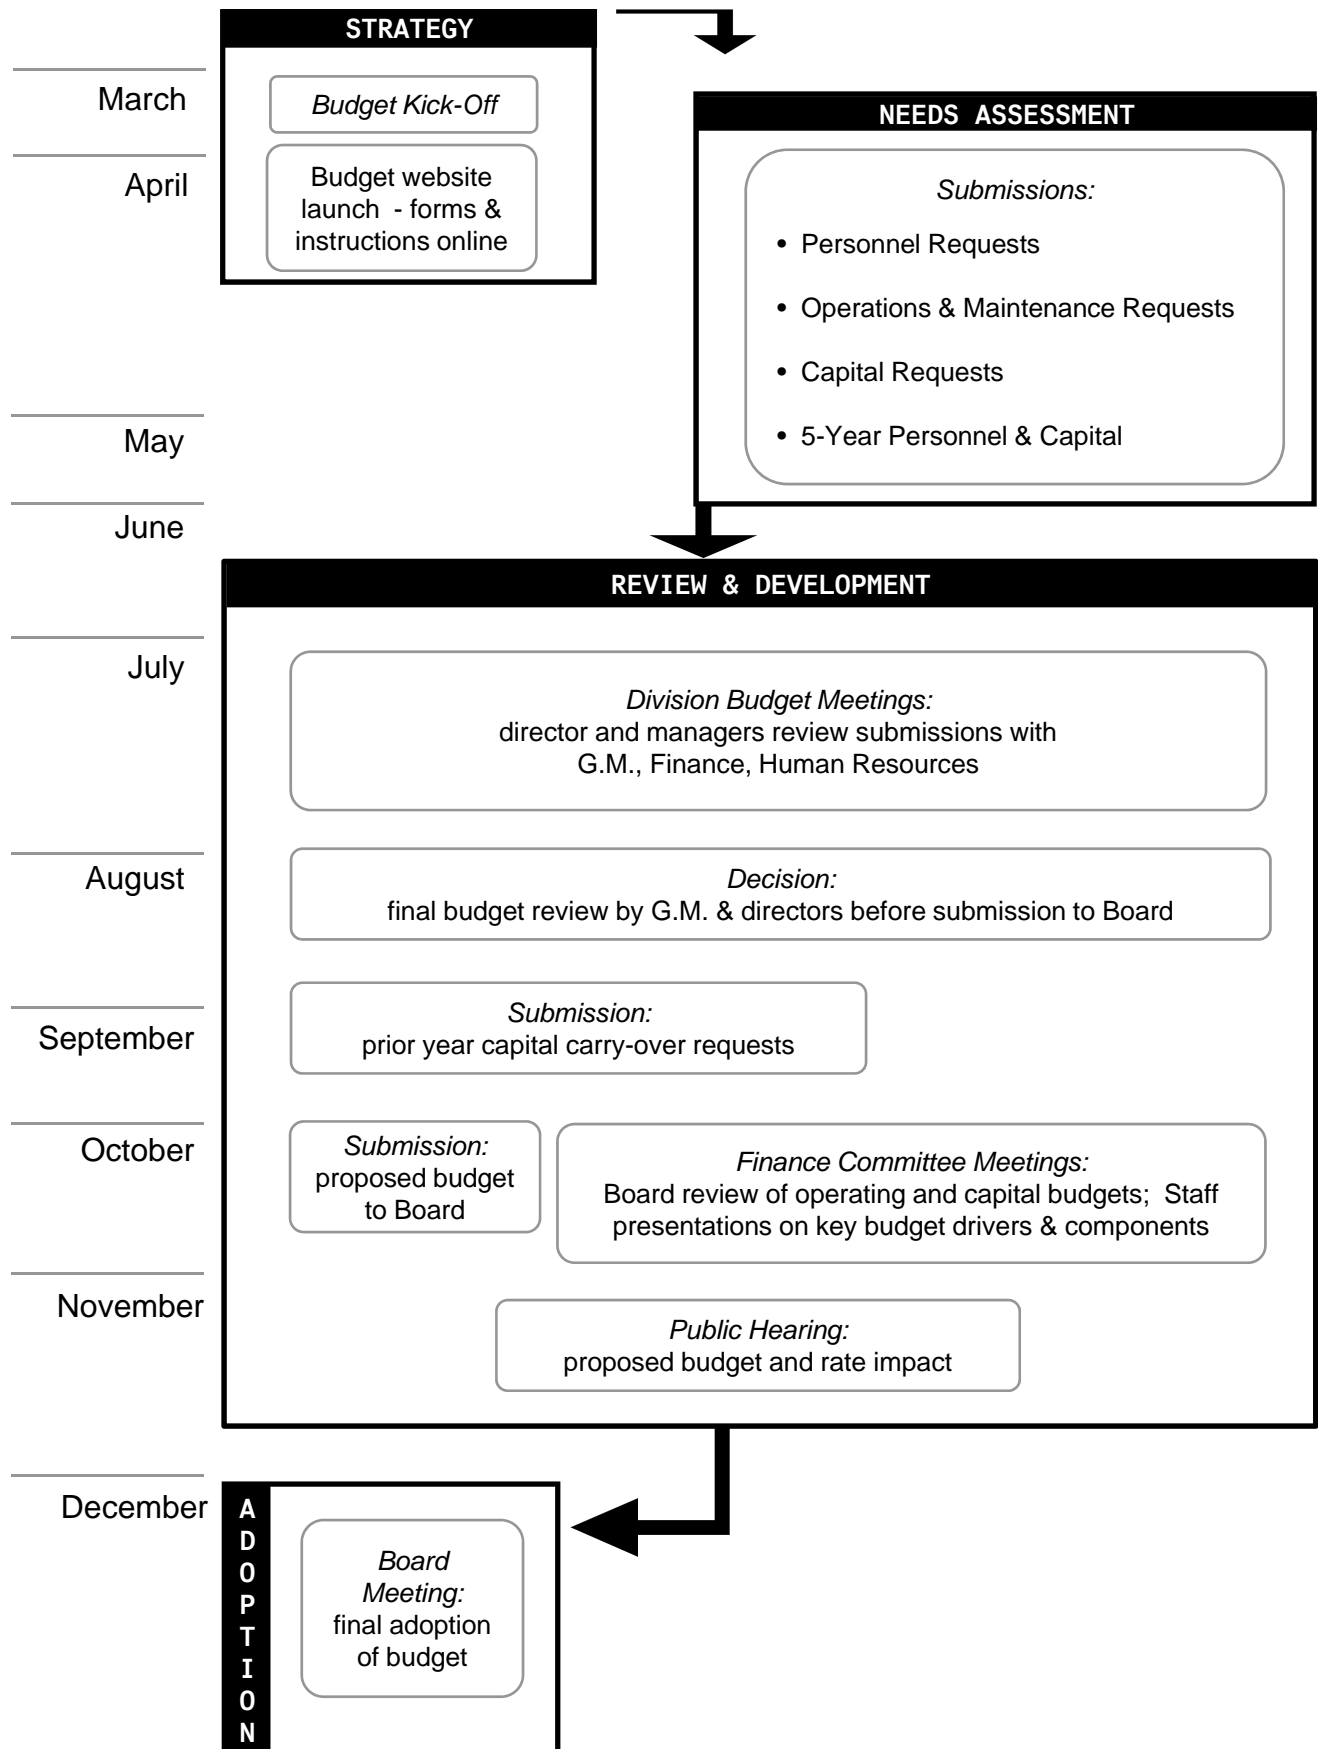 STRATEGY
March
Budget Kick-Off
NEEDS ASSESSMENT
April
Budget website
launch - forms &
instructions online
Submissions:
• Personnel Requests
• Operations & Maintenance Requests
• Capital Requests
• 5-Year Personnel & Capital
May
June
REVIEW & DEVELOPMENT
July
Division Budget Meetings:
director and managers review submissions with
G.M., Finance, Human Resources
August
Decision:
final budget review by G.M. & directors before submission to Board
September
Submission:
prior year capital carry-over requests
October
Submission:
proposed budget
to Board
Finance Committee Meetings:
Board review of operating and capital budgets; Staff
presentations on key budget drivers & components
November
Public Hearing:
proposed budget and rate impact
December
ADOPTION
Board
Meeting:
final adoption
of budget